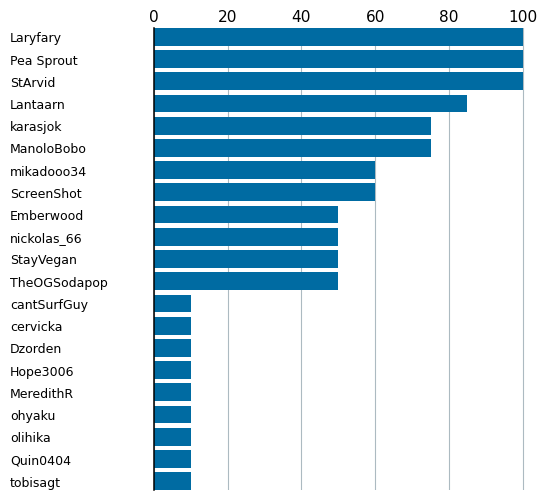 0 20 40 60 80 100
Laryfary
Pea Sprout
StArvid
Lantaarn
karasjok
ManoloBobo
mikadooo34
ScreenShot
Emberwood
nickolas_66
StayVegan
TheOGSodapop
cantSurfGuy
cervicka
Dzorden
Hope3006
MeredithR
ohyaku
olihika
Quin0404
tobisagt